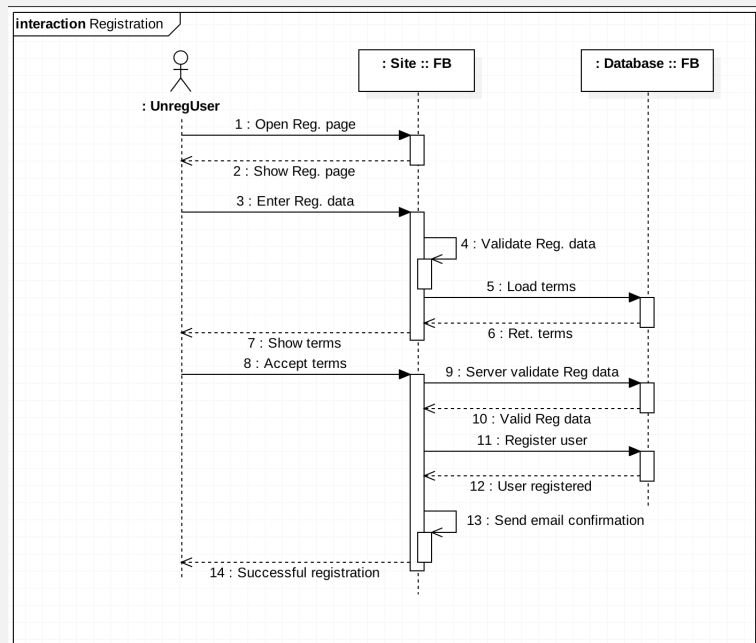 interaction Registration
: Site :: FB
: Database :: FB
: UnregUser
1 : Open Reg. page
2 : Show Reg. page
3 : Enter Reg. data
4 : Validate Reg. data
5 : Load terms
6 : Ret. terms
7 : Show terms
8 : Accept terms
9 : Server validate Reg data
10 : Valid Reg data
11 : Register user
12 : User registered
13 : Send email confirmation
14 : Successful registration